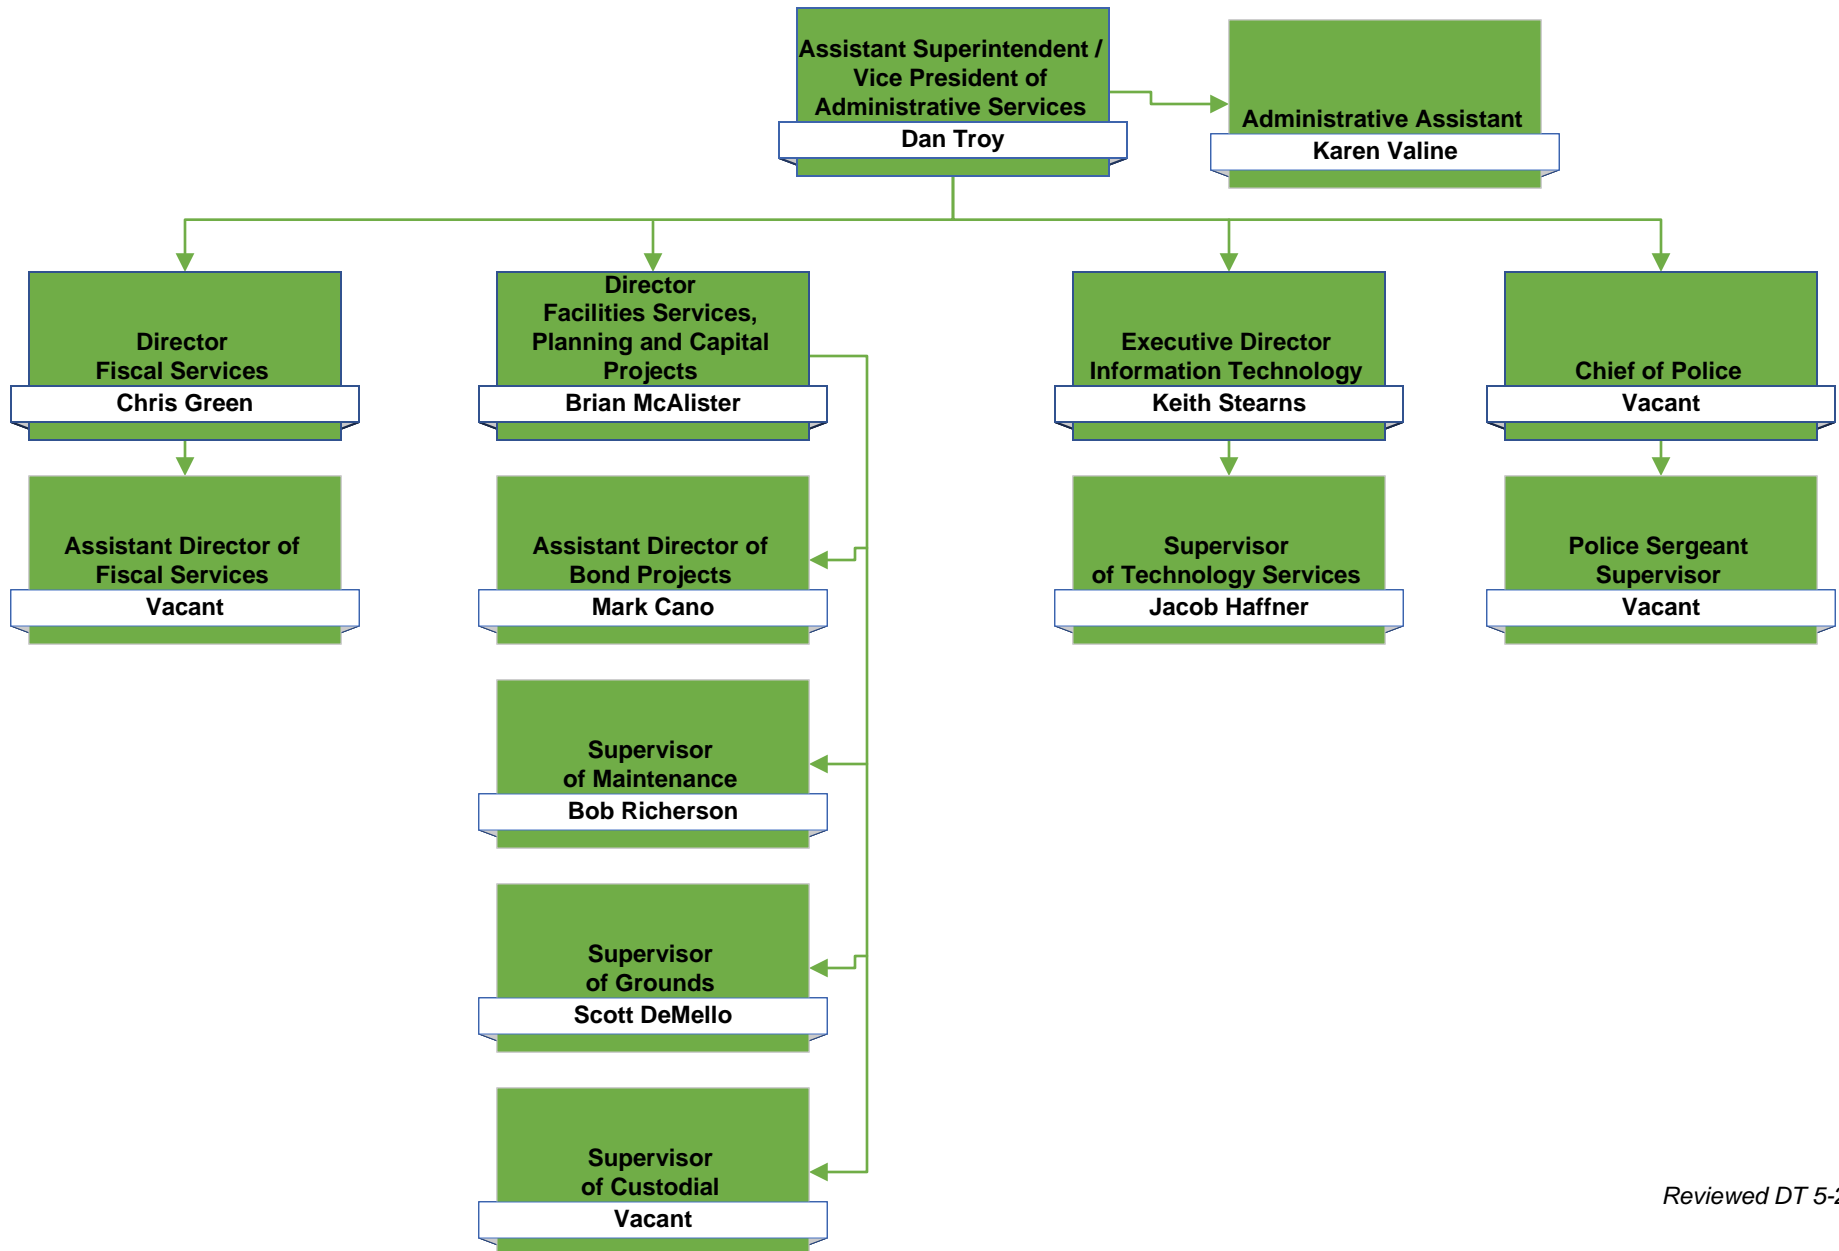 Assistant Superintendent /
Vice President of
Administrative Services
Dan Troy
Administrative Assistant
Karen Valine
Director
Fiscal Services
Chris Green
Director
Facilities Services,
Planning and Capital
Projects
Brian McAlister
Executive Director
Information Technology
Keith Stearns
Chief of Police
Vacant
Assistant Director of
Fiscal Services
Vacant
Assistant Director of
Bond Projects
Mark Cano
Supervisor
of Technology Services
Jacob Haffner
Police Sergeant
Supervisor
Vacant
Supervisor
of Maintenance
Bob Richerson
Supervisor
of Grounds
Scott DeMello
Supervisor
of Custodial
Vacant
Reviewed DT